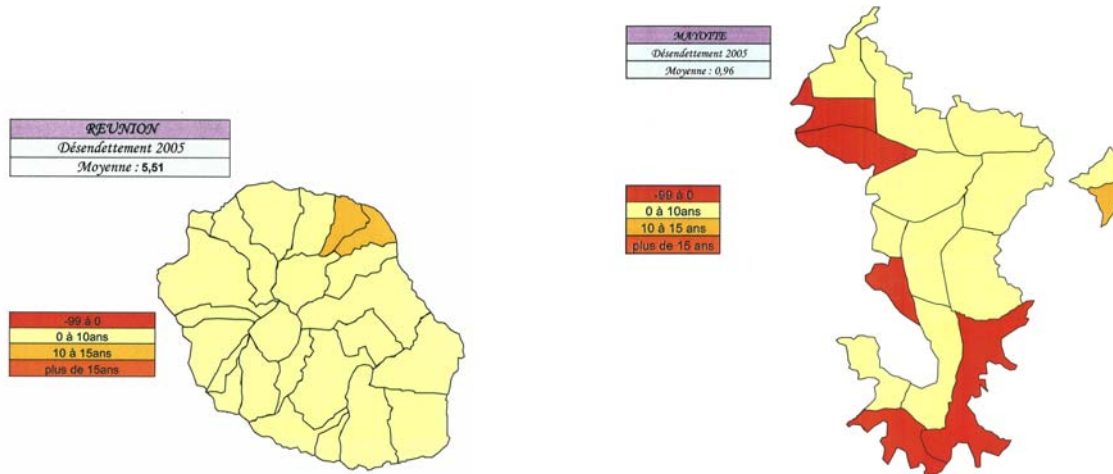 REUNION
Désendettement 2005
Moyenne : 5,51
-99 à 0
0 à 10ans
10 à 15ans
plus de 15ans
MAYOTTE
Désendettement 2005
Moyenne : 0,96
-99 à 0
0 à 10ans
10 à 15 ans
plus de 15 ans